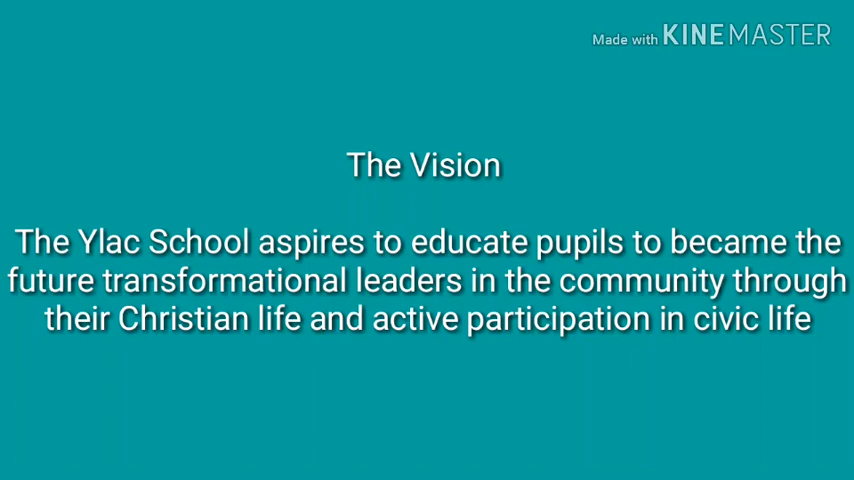 Made with KINEMASTER
The Vision
The Ylac School aspires to educate pupils to became the
future transformational leaders in the community through
their Christian life and active participation in civic life